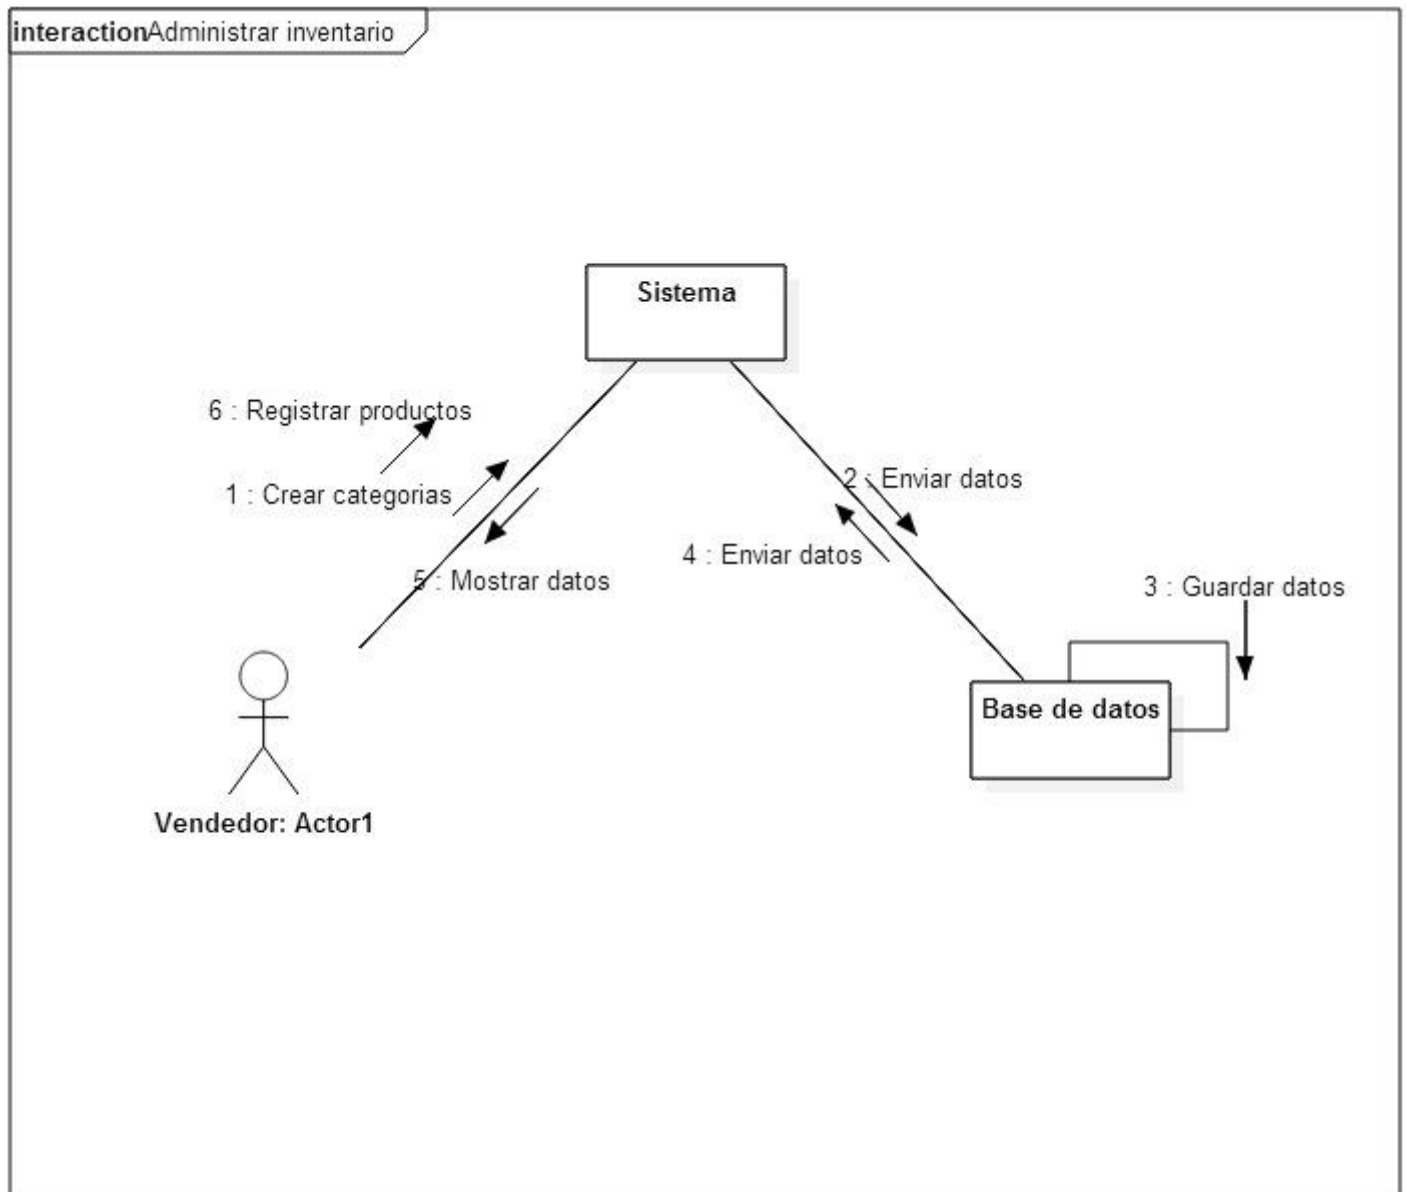 interactionAdministrar inventario
Sistema
6 : Registrar productos
1 : Crear categorias
2 : Enviar datos
4 : Enviar datos
5 : Mostrar datos
3 : Guardar datos
Base de datos
Vendedor: Actor1